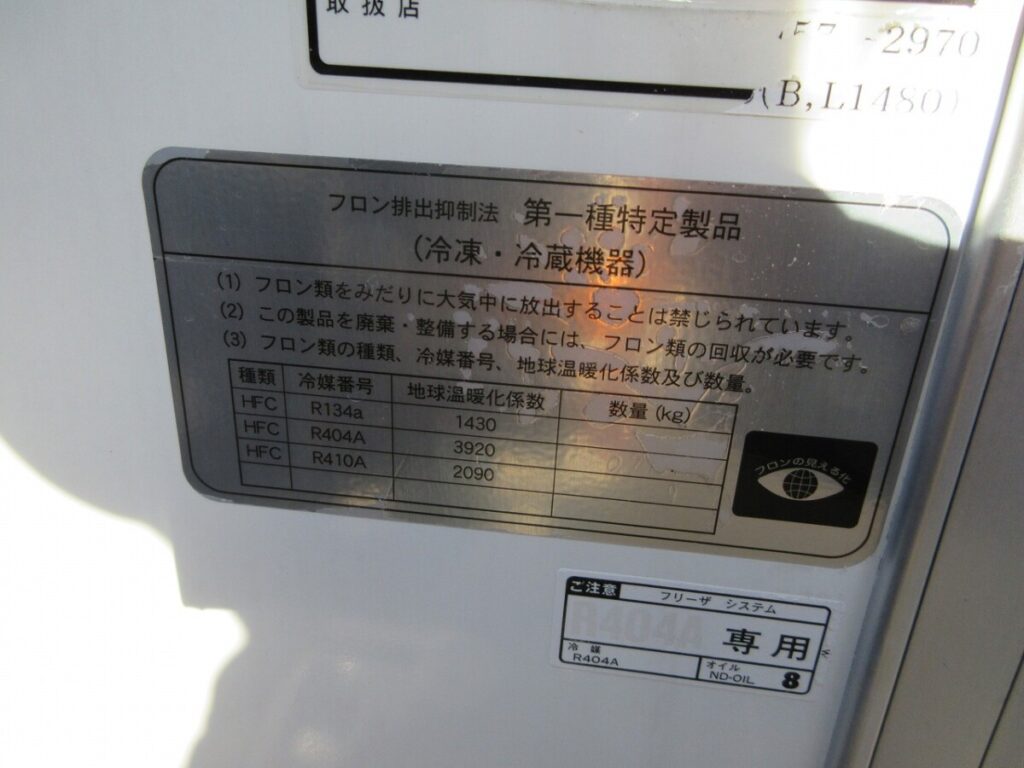 取扱店
-2970
(B,L1480)
フロン排出抑制法 第一種特定製品
(冷凍・冷蔵機器)
(1) フロン類をみだりに大気中に放出することは禁じられています。
(2) この製品を廃棄・整備する場合には、フロン類の回収が必要です。
(3) フロン類の種類、冷媒番号、地球温暖化係数及び数量。
種類 冷媒番号 地球温暖化係数 数量(kg)
HFC R134a 1430
HFC R404A 3920
HFC R410A 2090
フロンの見える化
ご注意 フリーザ システム
R404A 専用
冷媒 R404A オイル ND-OIL 8